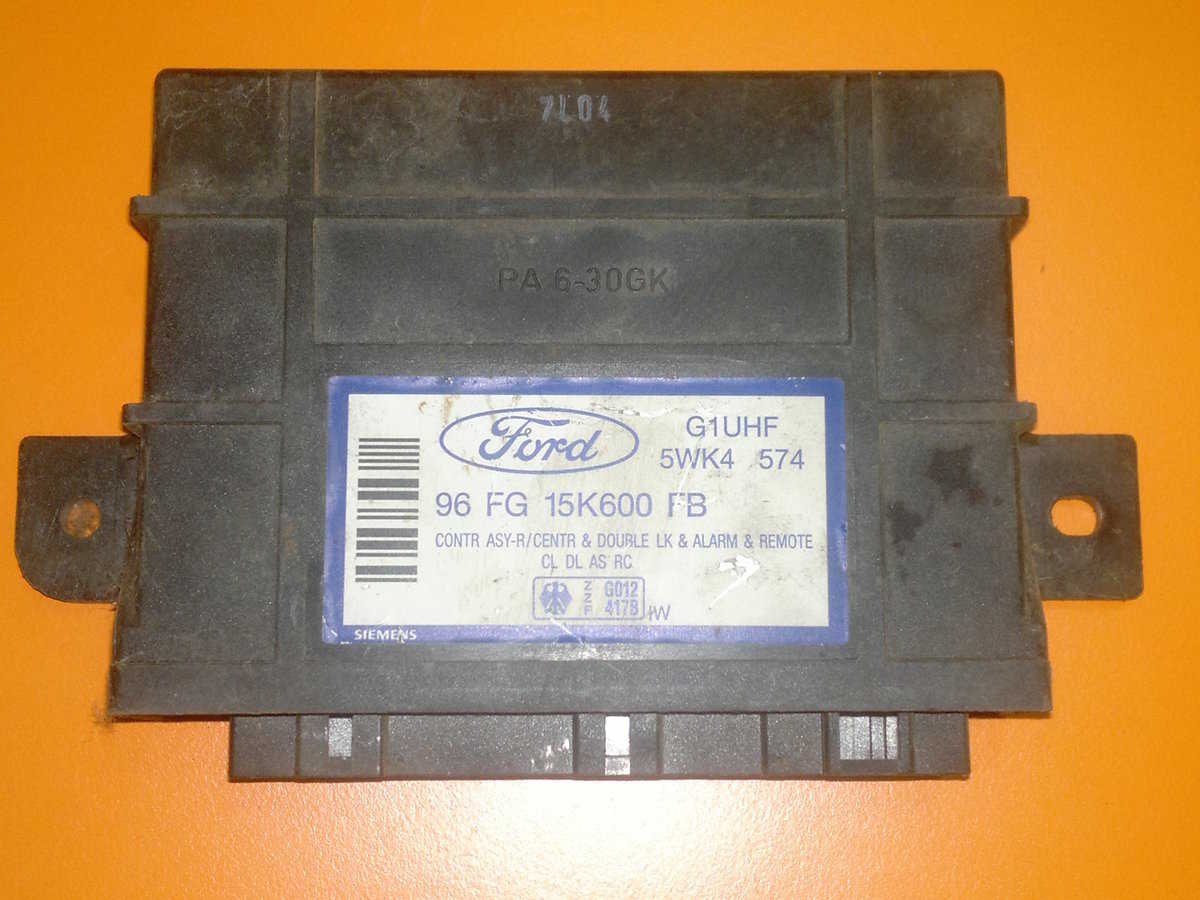 7L04
PA 6-30GK
Ford
G1UHF
5WK4 574
96 FG 15K600 FB
CONTR ASY-R/CENTR & DOUBLE LK & ALARM & REMOTE
CL DL AS RC
ZZF
G012
417B
IW
SIEMENS